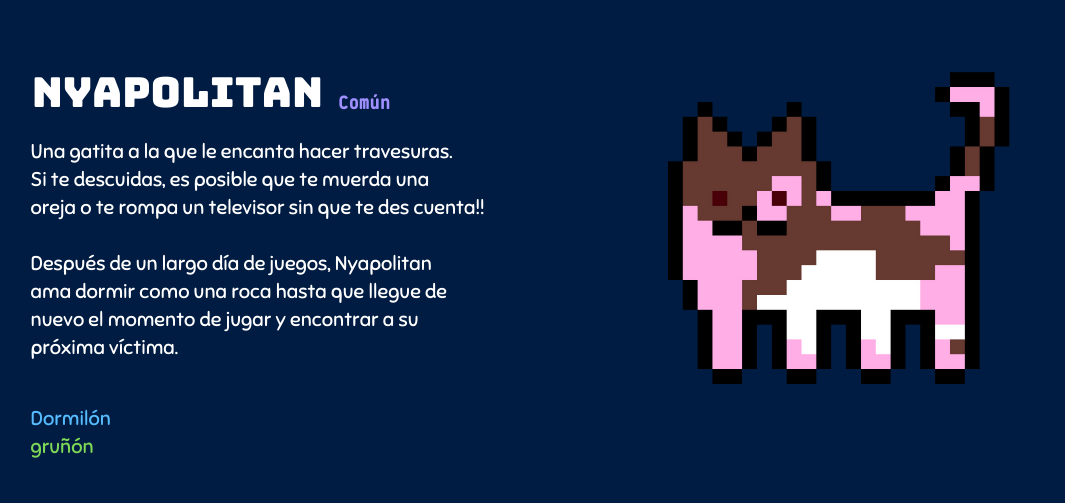 NYAPOLITAN Común
Una gatita a la que le encanta hacer travesuras.
Si te descuidas, es posible que te muerda una
oreja o te rompa un televisor sin que te des cuenta!!
Después de un largo día de juegos, Nyapolitan
ama dormir como una roca hasta que llegue de
nuevo el momento de jugar y encontrar a su
próxima víctima.
Dormilón
gruñón